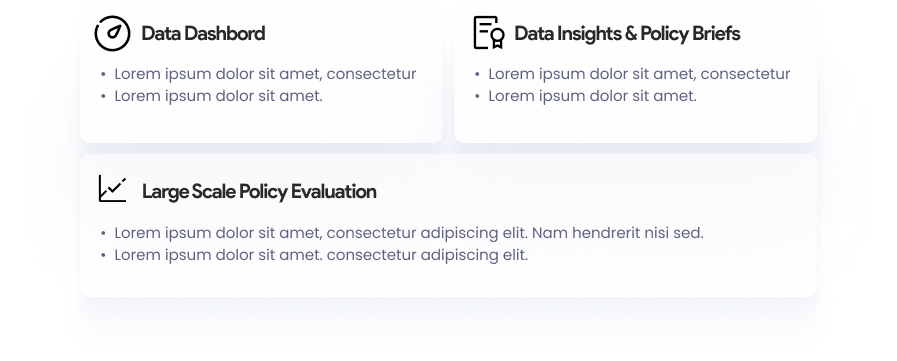 Data Dashbord
• Lorem ipsum dolor sit amet, consectetur
• Lorem ipsum dolor sit amet.
Data Insights & Policy Briefs
• Lorem ipsum dolor sit amet, consectetur
• Lorem ipsum dolor sit amet.
Large Scale Policy Evaluation
• Lorem ipsum dolor sit amet, consectetur adipiscing elit. Nam hendrerit nisi sed.
• Lorem ipsum dolor sit amet. consectetur adipiscing elit.